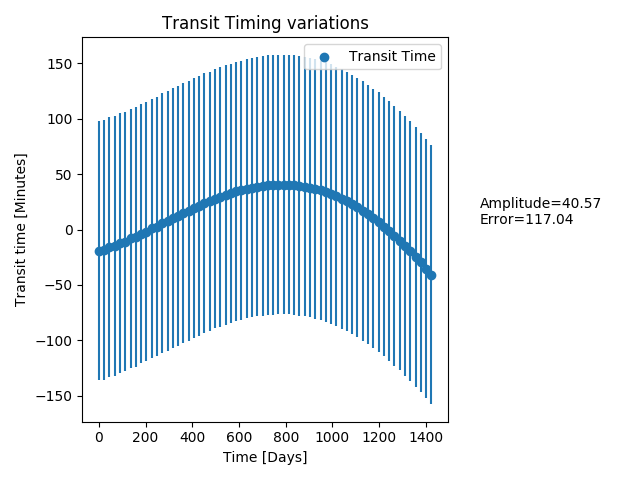 Transit Timing variations
Transit Time
150
100
50
0
−50
−100
−150
Transit time [Minutes]
Amplitude=40.57
Error=117.04
0 200 400 600 800 1000 1200 1400
Time [Days]